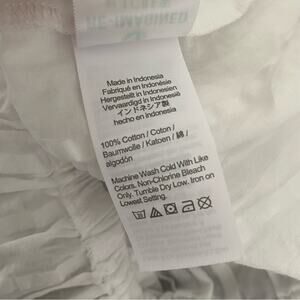 RE-IMAGINED
Made in Indonesia
Fabriqué en Indonésie
Hergestellt in Indonesien
Vervaardigd in Indonesië
インドネシア製
hecho en Indonesia
100% Cotton / Coton /
Baumwolle / Katoen / 綿 /
algodón
Machine Wash Cold With Like
Colors. Non-Chlorine Bleach
Only. Tumble Dry Low. Iron on
Lowest Setting.